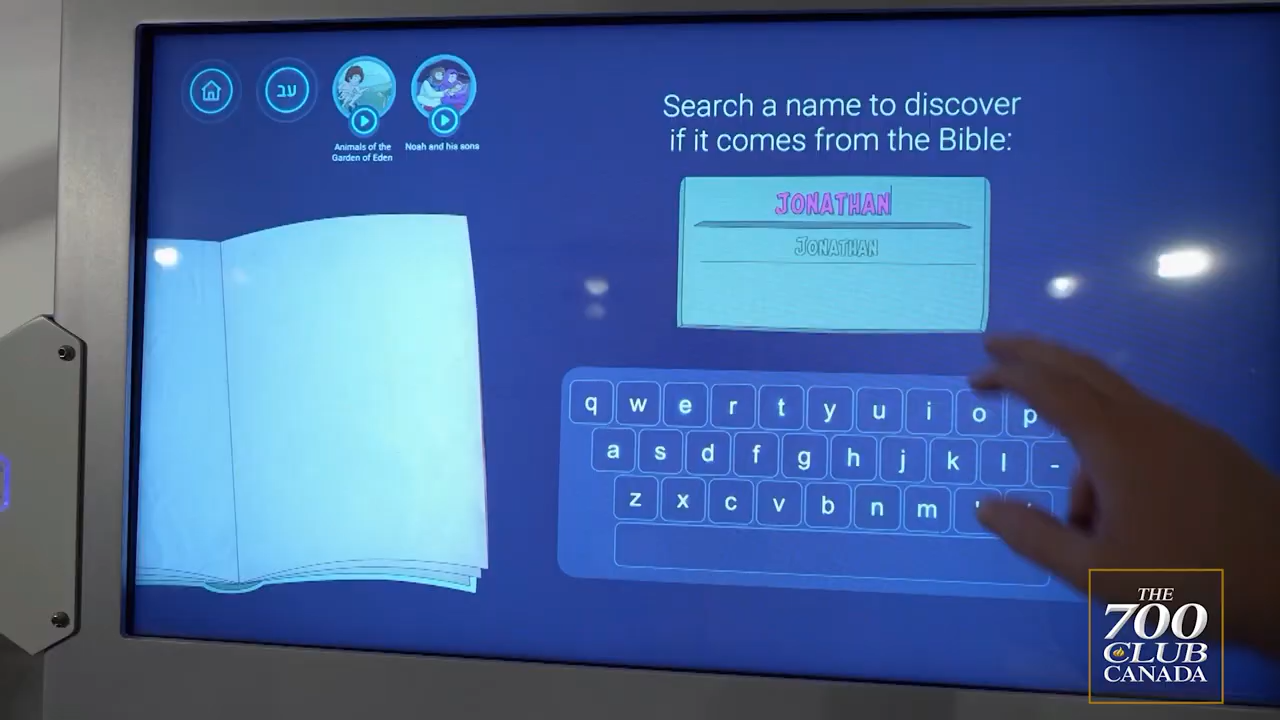 עב
Animals of the
Garden of Eden
Noah and his sons
Search a name to discover
if it comes from the Bible:
JONATHAN
JONATHAN
q w e r t y u i o p
a s d f g h j k l -
z x c v b n m '
THE
700
CLUB
CANADA